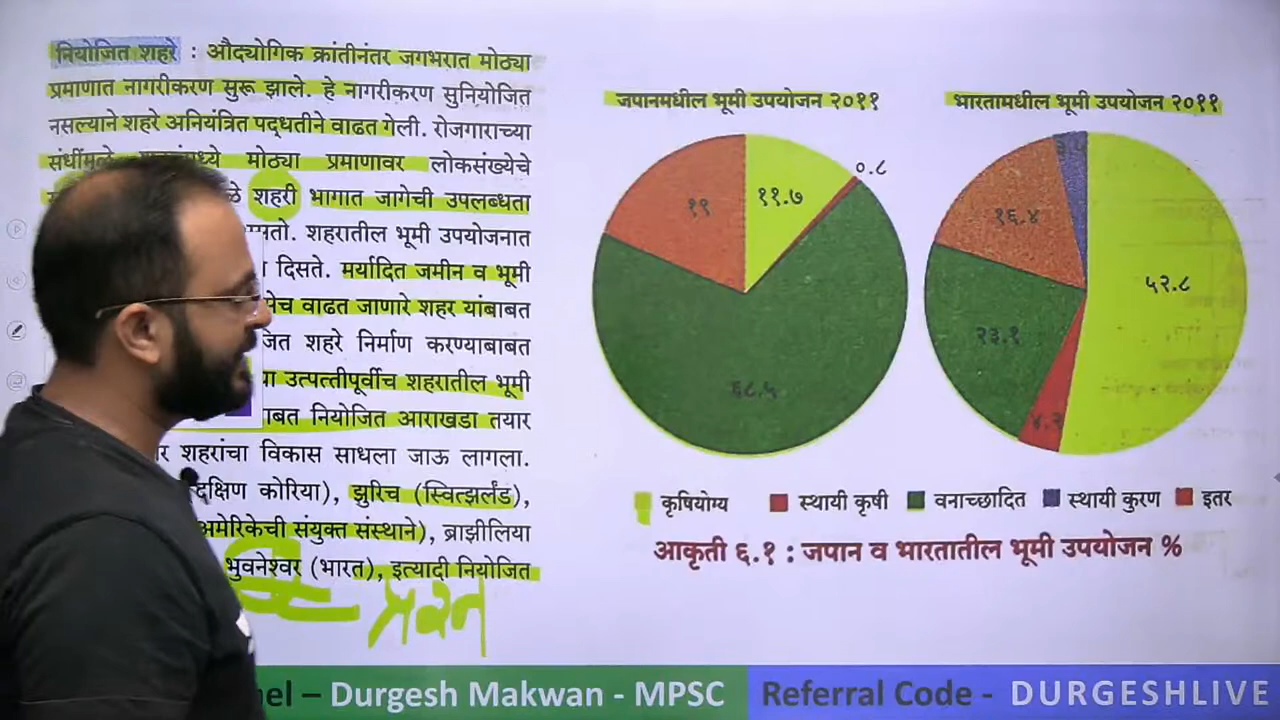 नियोजित शहरे : औद्योगिक क्रांतीनंतर जगभरात मोठ्या
प्रमाणात नागरीकरण सुरू झाले. हे नागरीकरण सुनियोजित
नसल्याने शहरे अनियंत्रित पद्धतीने वाढत गेली. रोजगाराच्या
मोठ्या प्रमाणावर लोकसंख्येचे
शहरी भागात जागेची उपलब्धता
शहरातील भूमी उपयोजनात
दिसते. मर्यादित जमीन व भूमी
वाढत जाणारे शहर यांबाबत
शहरे निर्माण करण्याबाबत
उत्पत्तीपूर्वीच शहरातील भूमी
नियोजित आराखडा तयार
शहरांचा विकास साधला जाऊ लागला.
दक्षिण कोरिया), झुरिच (स्वित्झर्लंड),
अमेरिकेची संयुक्त संस्थाने), ब्राझीलिया
भुवनेश्वर (भारत), इत्यादी नियोजित
प्रश्न
जपानमधील भूमी उपयोजन २०११
११.७
०.८
६८.५
१९
भारतामधील भूमी उपयोजन २०११
५२.८
२३.१
१६.४
कृषियोग्य स्थायी कृषी वनाच्छादित स्थायी कुरण इतर
आकृती ६.१ : जपान व भारतातील भूमी उपयोजन %
– Durgesh Makwan - MPSC
Referral Code - DURGESHLIVE